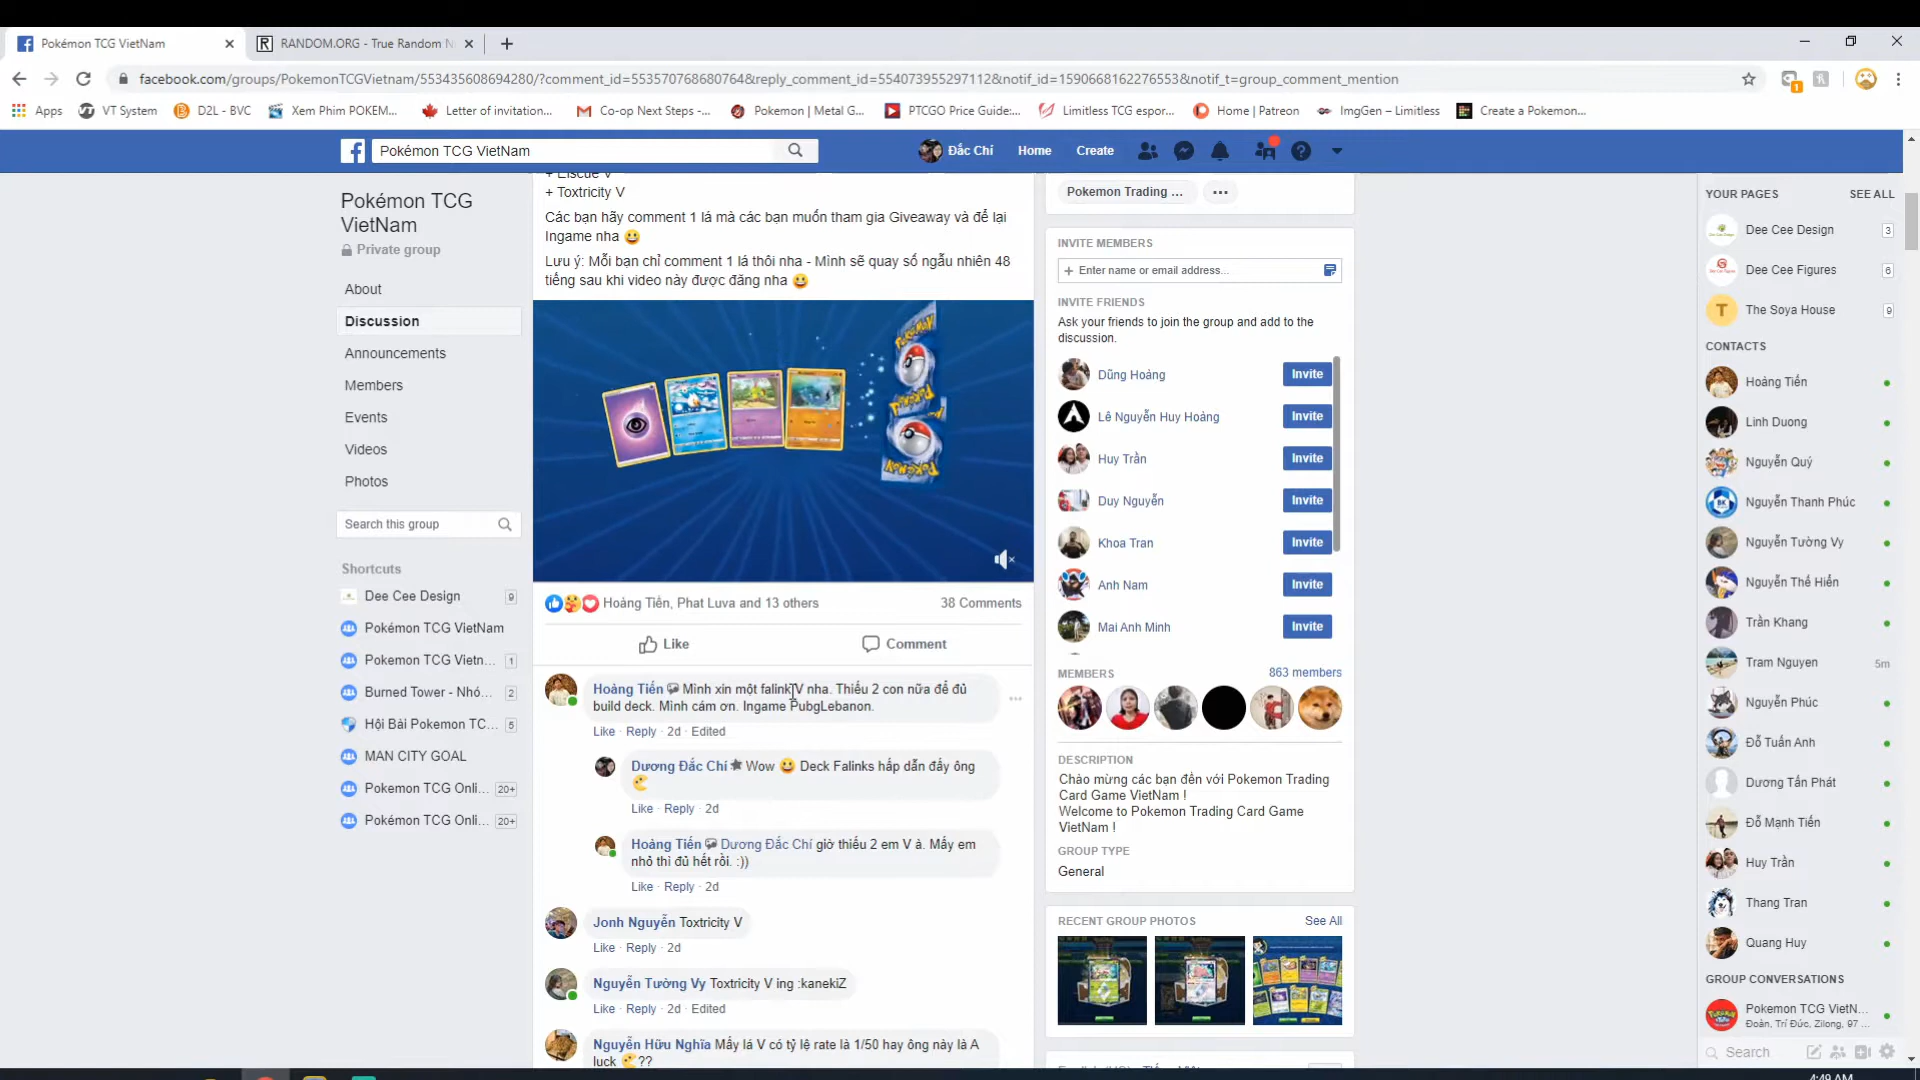 Pokémon TCG VietNam
RANDOM.ORG - True Random N
facebook.com/groups/PokemonTCGVietnam/553435608694280/?comment_id=553570768680764&reply_comment_id=554073955297112&notif_id=1590668162276553&notif_t=group_comment_mention
1
Apps
VT System
D2L - BVC
Xem Phim POKEM...
Letter of invitation...
Co-op Next Steps -...
Pokemon | Metal G...
PTCGO Price Guide:...
Limitless TCG espor...
Home | Patreon
ImgGen – Limitless
Create a Pokemon...
Pokémon TCG VietNam
Đắc Chí
Home
Create
Pokémon TCG
VietNam
Private group
About
Discussion
Announcements
Members
Events
Videos
Photos
Search this group
Shortcuts
Dee Cee Design
9
Pokémon TCG VietNam
Pokemon TCG Vietn...
1
Burned Tower - Nhó...
2
Hội Bài Pokemon TC...
5
MAN CITY GOAL
Pokemon TCG Onli...
20+
Pokémon TCG Onli...
20+
+ Eiscue V
+ Toxtricity V
Các bạn hãy comment 1 lá mà các bạn muốn tham gia Giveaway và để lại
Ingame nha
Lưu ý: Mỗi bạn chỉ comment 1 lá thôi nha - Mình sẽ quay số ngẫu nhiên 48
tiếng sau khi video này được đăng nha
Hoàng Tiến, Phat Luva and 13 others
38 Comments
Like
Comment
Hoàng Tiến Mình xin một falink V nha. Thiếu 2 con nữa để đủ
build deck. Mình cám ơn. Ingame PubgLebanon.
Like · Reply · 2d · Edited
Dương Đắc Chí Wow Deck Falinks hấp dẫn đấy ông
Like · Reply · 2d
Hoàng Tiến Dương Đắc Chí giờ thiếu 2 em V à. Mấy em
nhỏ thì đủ hết rồi. :))
Like · Reply · 2d
Jonh Nguyễn Toxtricity V
Like · Reply · 2d
Nguyễn Tường Vy Toxtricity V ing :kanekiZ
Like · Reply · 2d · Edited
Nguyễn Hữu Nghĩa Mấy lá V có tỷ lệ rate là 1/50 hay ông này là A
luck ??
Pokemon Trading ...
INVITE MEMBERS
+ Enter name or email address...
INVITE FRIENDS
Ask your friends to join the group and add to the
discussion.
Dũng Hoàng
Invite
Lê Nguyễn Huy Hoàng
Invite
Huy Trần
Invite
Duy Nguyễn
Invite
Khoa Tran
Invite
Anh Nam
Invite
Mai Anh Minh
Invite
MEMBERS
863 members
DESCRIPTION
Chào mừng các bạn đến với Pokemon Trading
Card Game VietNam !
Welcome to Pokemon Trading Card Game
VietNam !
GROUP TYPE
General
RECENT GROUP PHOTOS
See All
YOUR PAGES
SEE ALL
Dee Cee Design
3
Dee Cee Figures
6
T
The Soya House
9
CONTACTS
Hoàng Tiến
Linh Duong
Nguyễn Quý
Nguyễn Thanh Phúc
Nguyễn Tường Vy
Nguyễn Thế Hiển
Trần Khang
Tram Nguyen
5m
Nguyễn Phúc
Đỗ Tuấn Anh
Dương Tấn Phát
Đỗ Mạnh Tiến
Huy Trần
Thang Tran
Quang Huy
GROUP CONVERSATIONS
Pokemon TCG VietN...
Đoàn, Trí Đức, Zilong, 97 ...
Search
4:49 AM